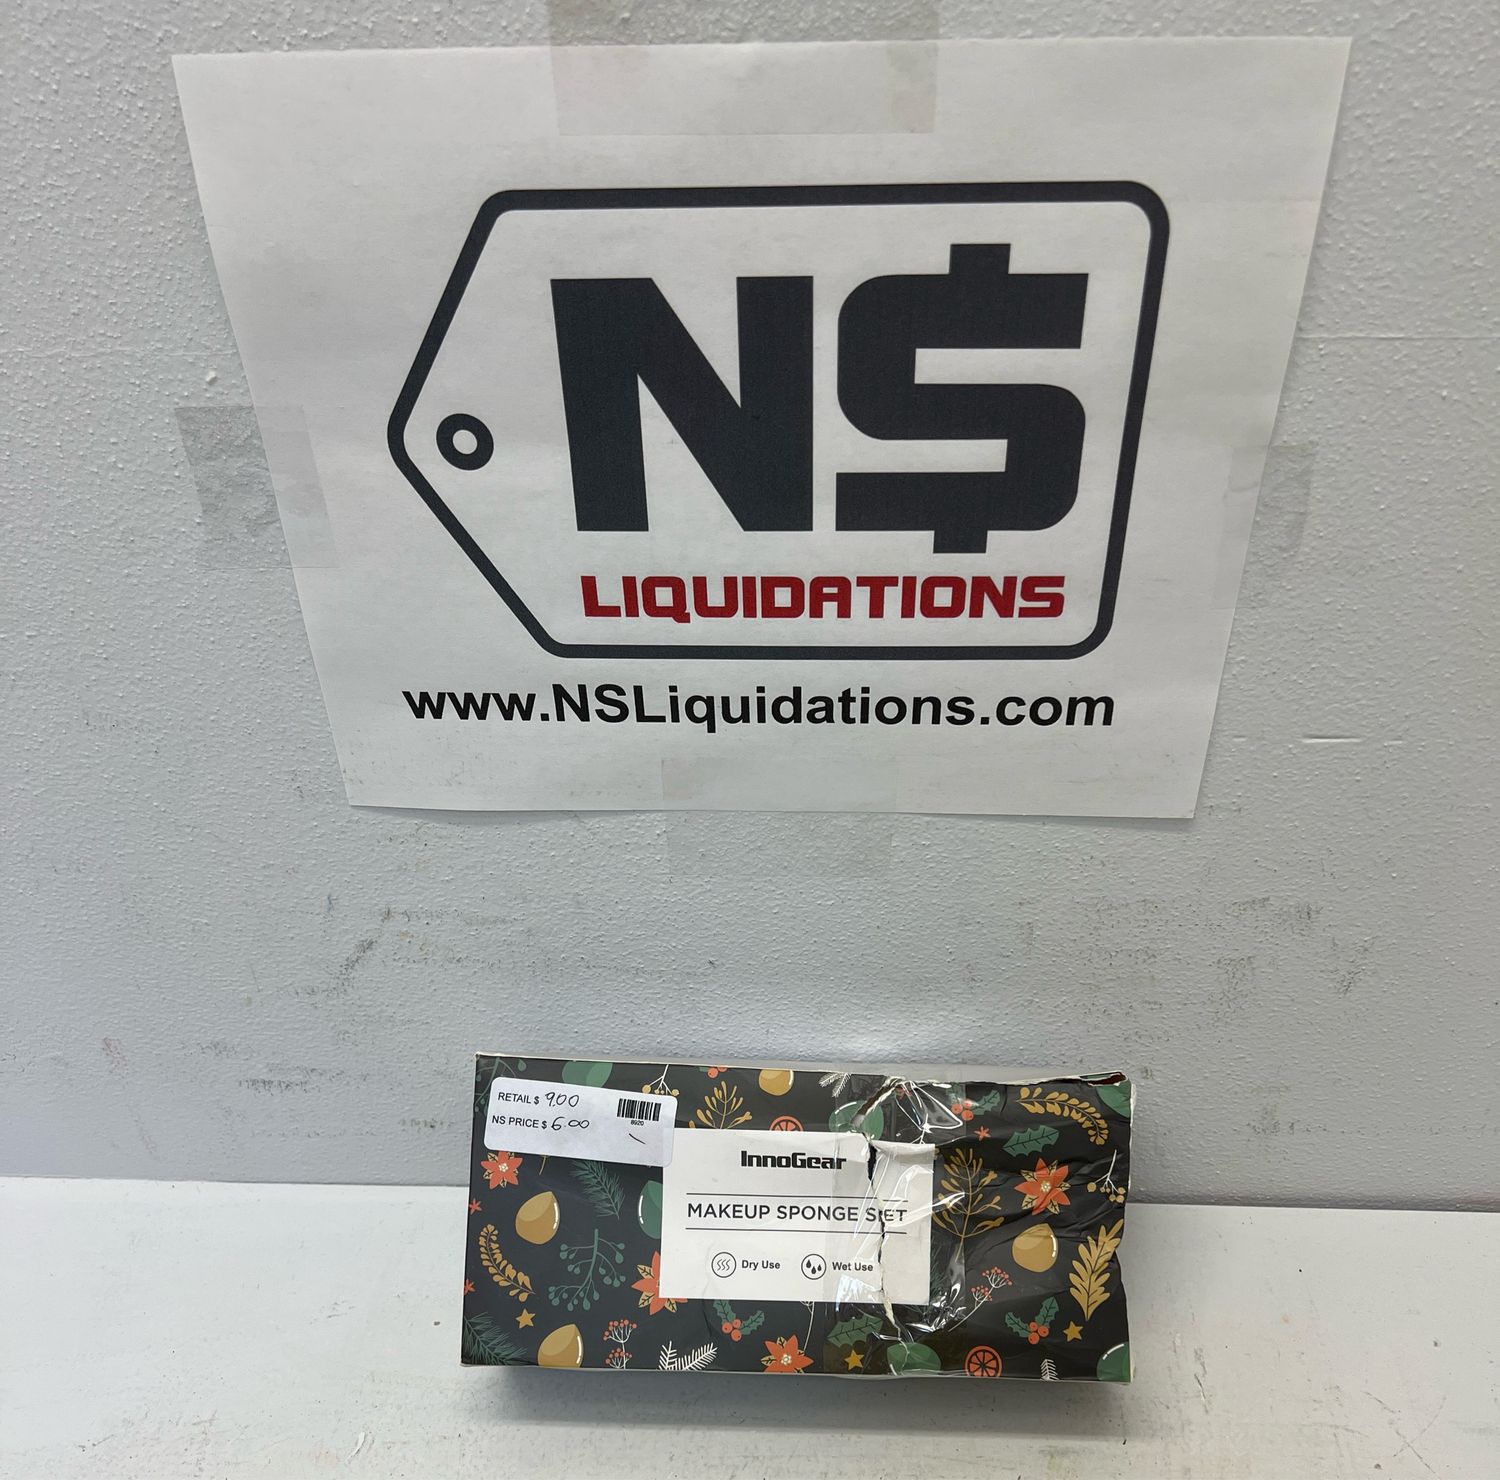 N$
LIQUIDATIONS
www.NSLiquidations.com
RETAIL $ 9.00
NS PRICE $ 6.00
8920
InnoGear
MAKEUP SPONGE SET
Dry Use
Wet Use